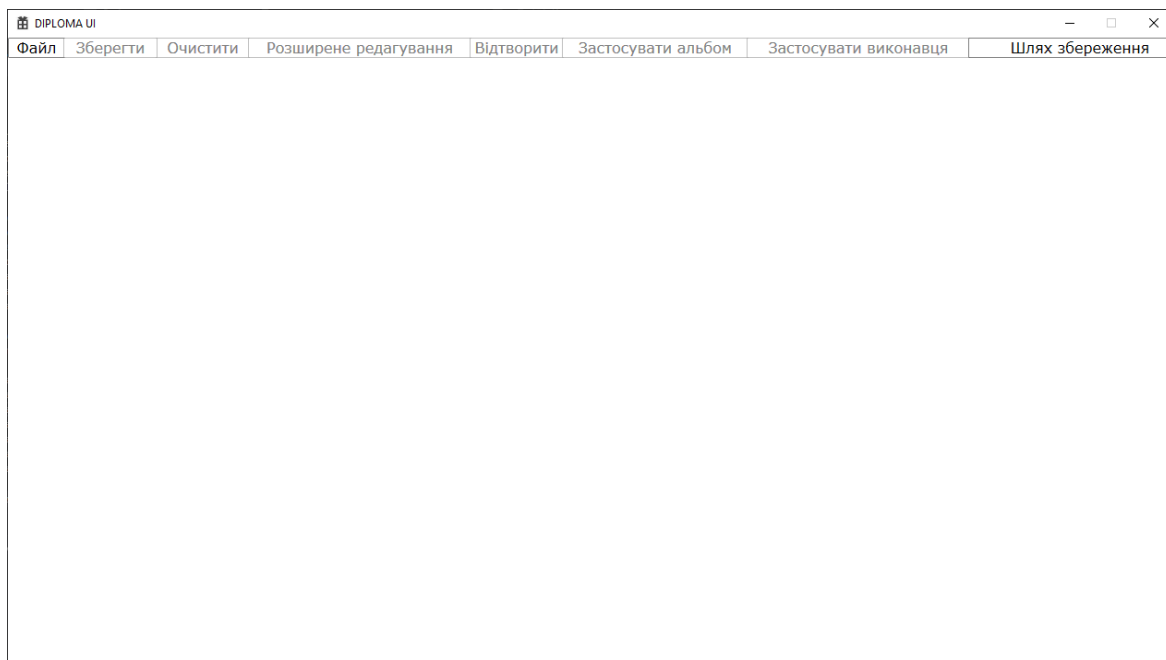 DIPLOMA UI
Файл Зберегти Очистити Розширене редагування Відтворити Застосувати альбом Застосувати виконавця Шлях збереження